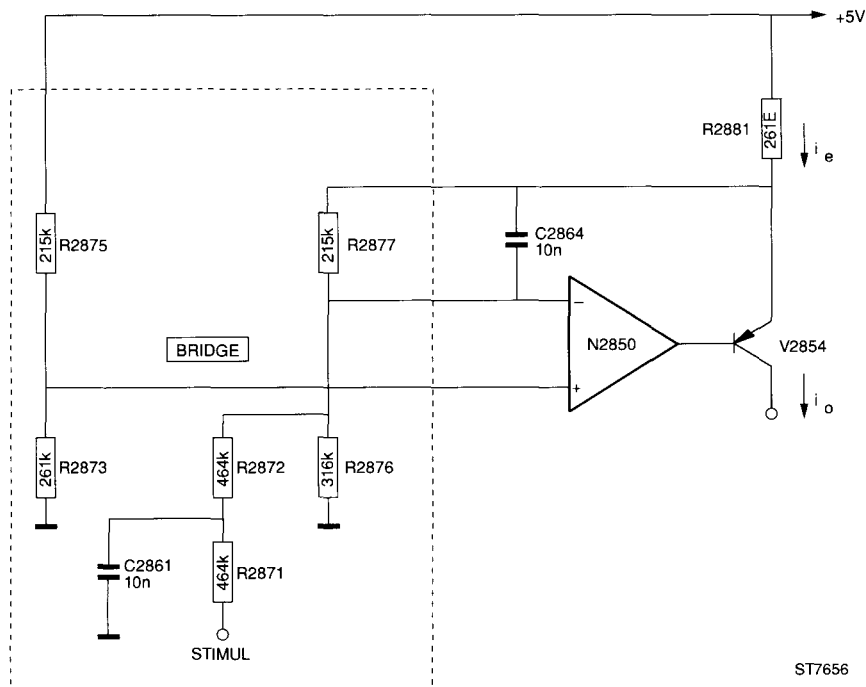 +5V
R2881
261E
i e
215k
R2875
215k
R2877
C2864
10n
BRIDGE
−
N2850
+
V2854
i o
261k
R2873
464k
R2872
316k
R2876
C2861
10n
464k
R2871
STIMUL
ST7656